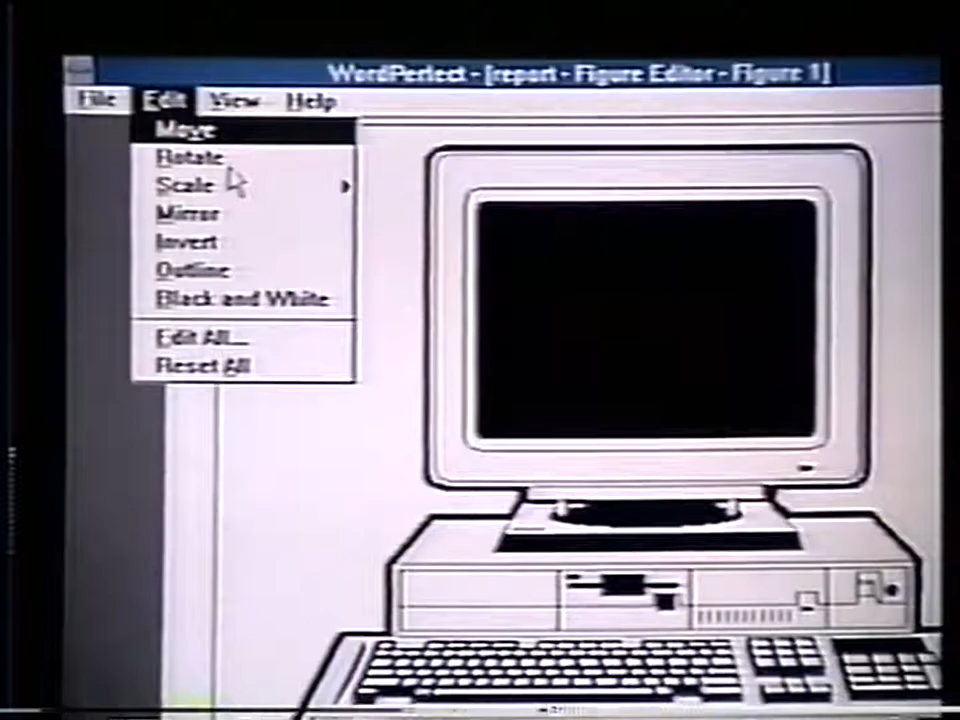 WordPerfect - [report - Figure Editor - Figure 1]
File Edit View Help
Move
Rotate
Scale
Mirror
Invert
Outline
Black and White
Edit All...
Reset All